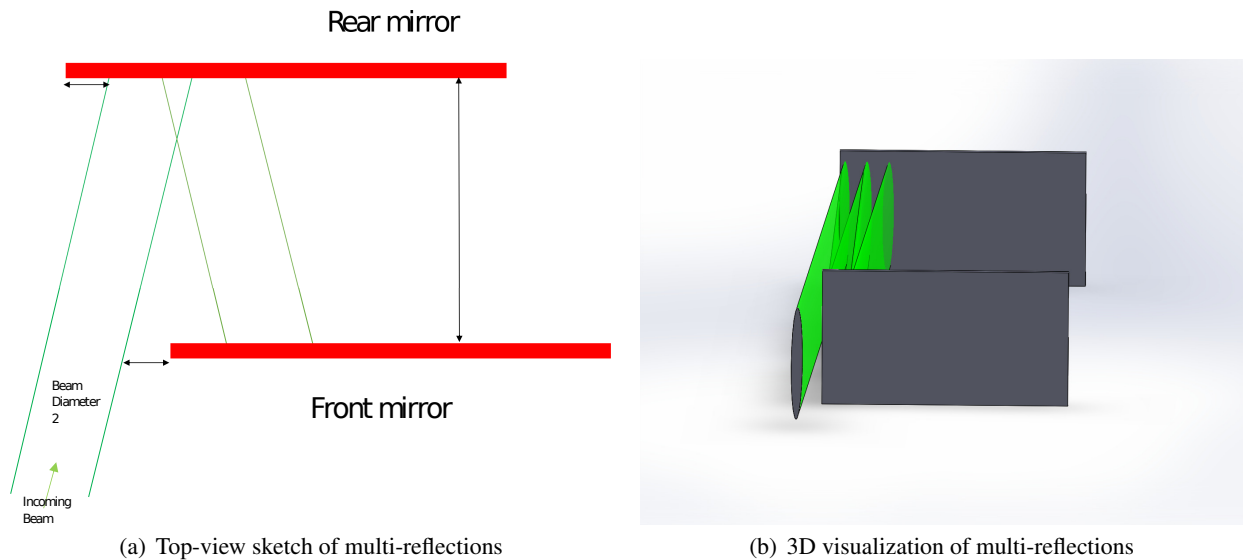 Rear mirror
Beam
Diameter
2
Front mirror
Incoming
Beam
(a) Top-view sketch of multi-reflections
(b) 3D visualization of multi-reflections